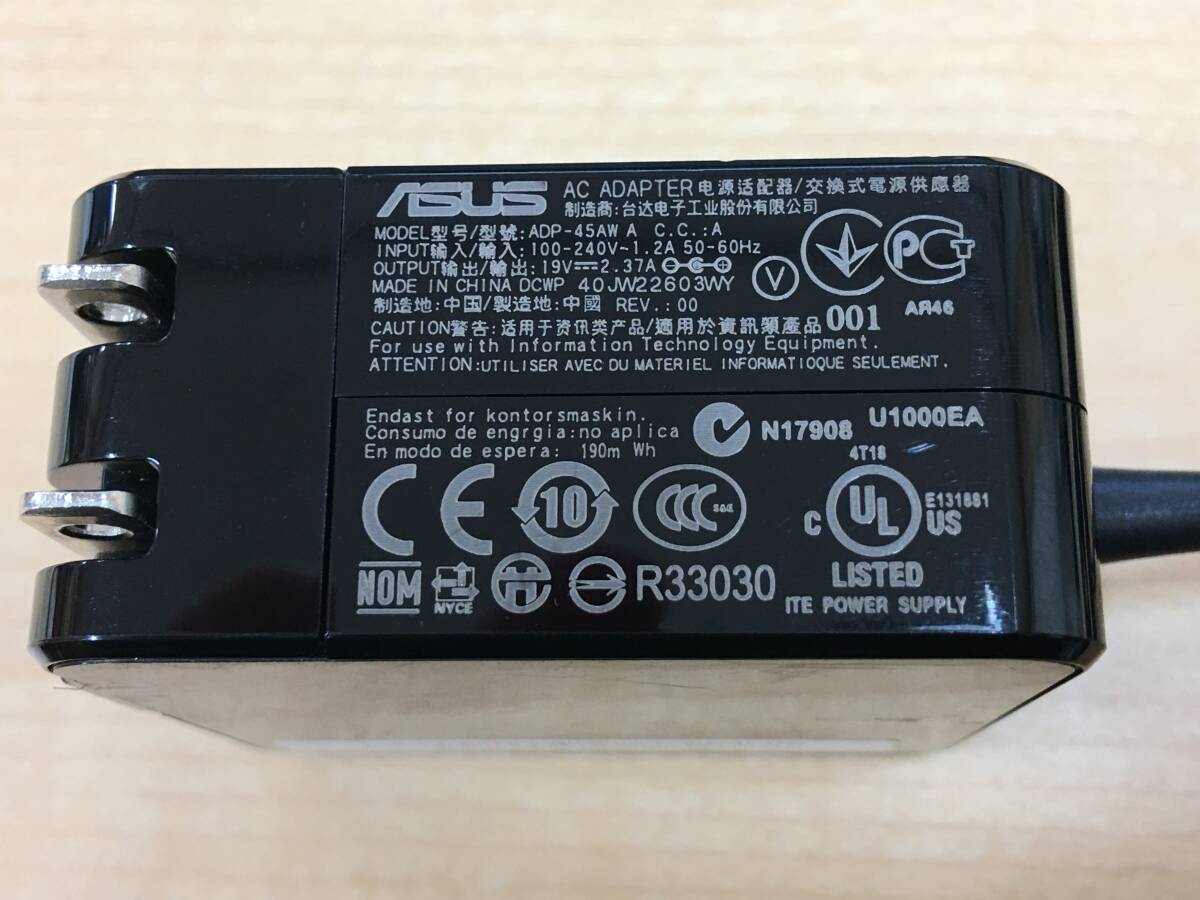 ASUS AC ADAPTER 电源适配器/交換式電源供應器
制造商:台达电子工业股份有限公司
MODEL型号/型號:ADP-45AW A C.C.:A
INPUT输入/輸入:100-240V~1.2A 50-60Hz
OUTPUT输出/輸出:19V⎓2.37A
MADE IN CHINA DCWP 40JW22603WY
制造地:中国/製造地:中國 REV.:00
V
PCT
AR46
CAUTION警告:适用于资讯类产品/適用於資訊類產品 001
For use with Information Technology Equipment.
ATTENTION:UTILISER AVEC DU MATERIEL INFORMATIOQUE SEULEMENT.
Endast for kontorsmaskin.
Consumo de engrgia:no aplica
En modo de espera: 190m Wh
N17908 U1000EA
CE 10 CCC S&E
4T18
C UL US
E131881
LISTED
ITE POWER SUPPLY
NOM NYCE R33030